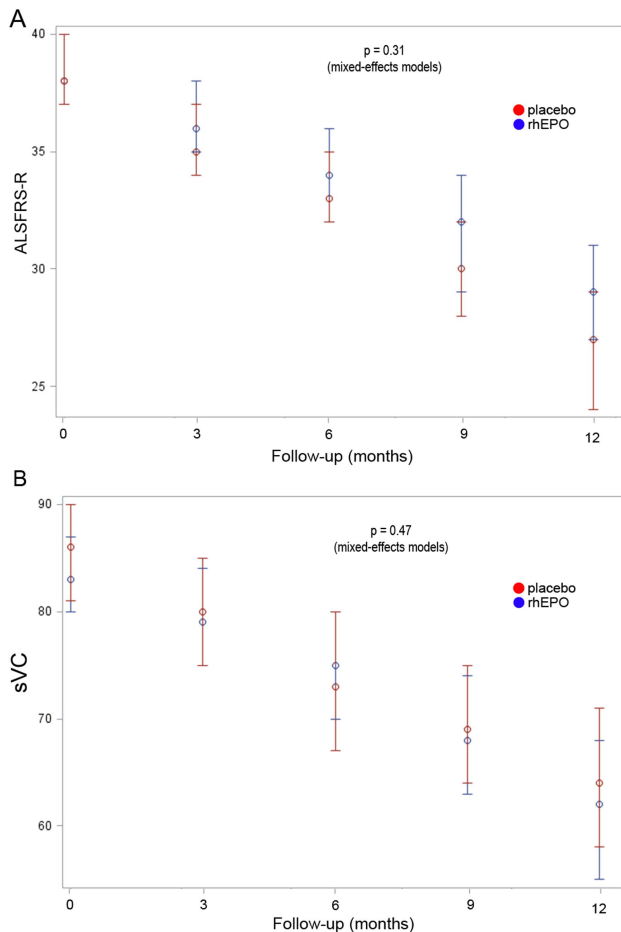 A
p = 0.31
(mixed-effects models)
placebo
rhEPO
ALSFRS-R
40
35
30
25
0 3 6 9 12
Follow-up (months)
B
p = 0.47
(mixed-effects models)
placebo
rhEPO
sVC
90
80
70
60
0 3 6 9 12
Follow-up (months)